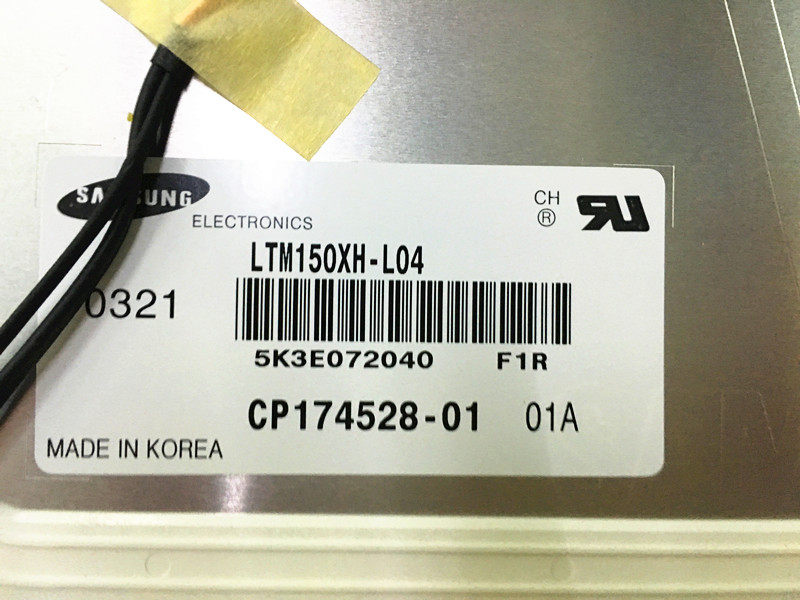 SAMSUNG
ELECTRONICS
CH
®
LTM150XH-L04
0321
5K3E072040 F1R
CP174528-01 01A
MADE IN KOREA